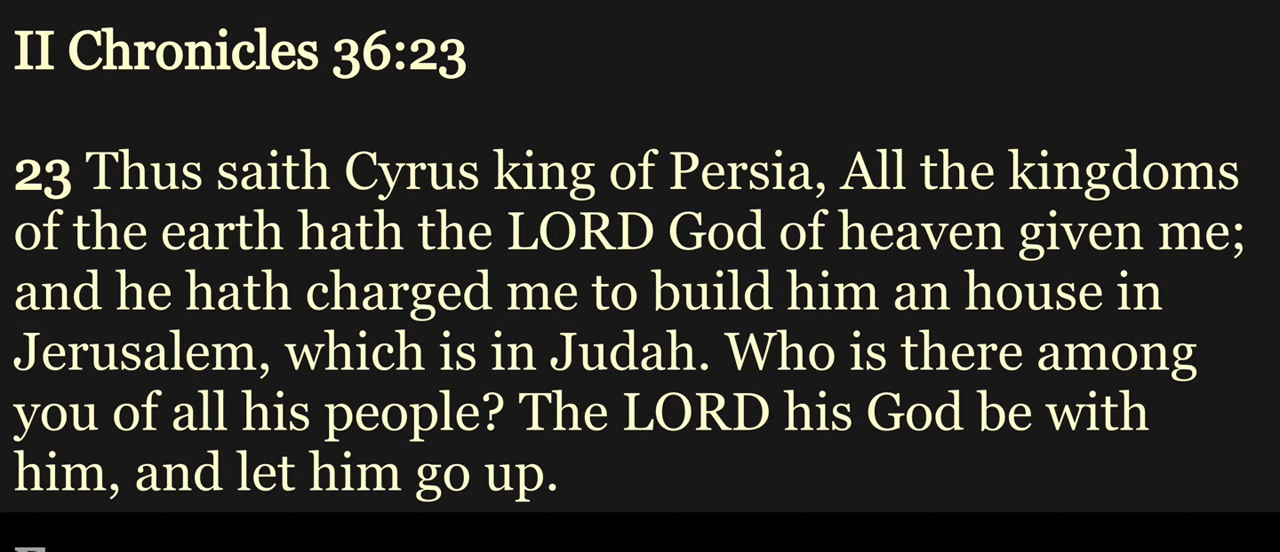 II Chronicles 36:23
23 Thus saith Cyrus king of Persia, All the kingdoms
of the earth hath the LORD God of heaven given me;
and he hath charged me to build him an house in
Jerusalem, which is in Judah. Who is there among
you of all his people? The LORD his God be with
him, and let him go up.